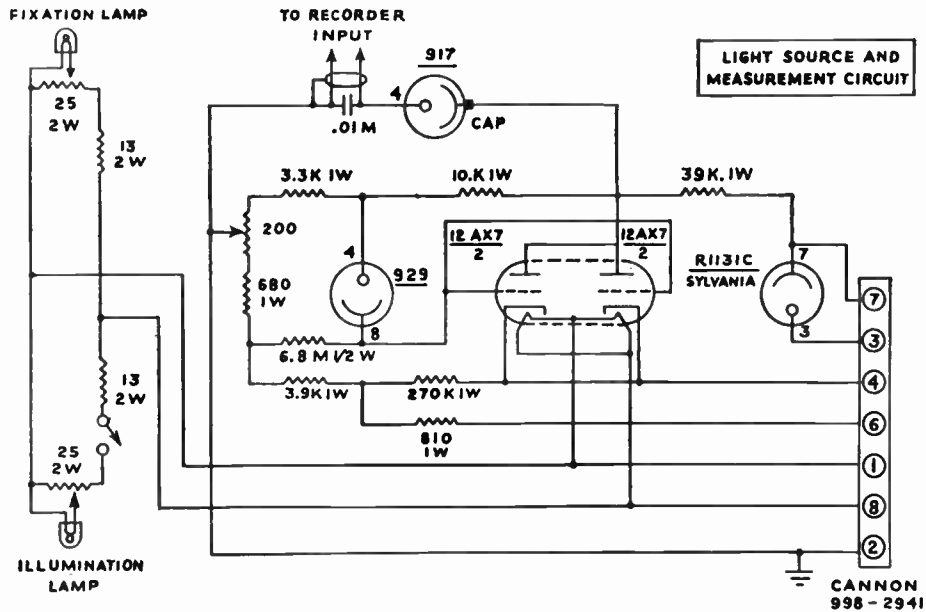 FIXATION LAMP
TO RECORDER
INPUT
917
LIGHT SOURCE AND
MEASUREMENT CIRCUIT
4
CAP
.01M
25
2W
13
2W
3.3K 1W
10.K 1W
39K. 1W
200
4
12AX7
2
12AX7
2
7
929
R1131C
SYLVANIA
680
1W
7
8
3
3
6.8 M 1/2 W
13
2W
3.9K 1W
270K 1W
4
6
810
1W
25
2W
1
8
2
ILLUMINATION
LAMP
CANNON
998-2941